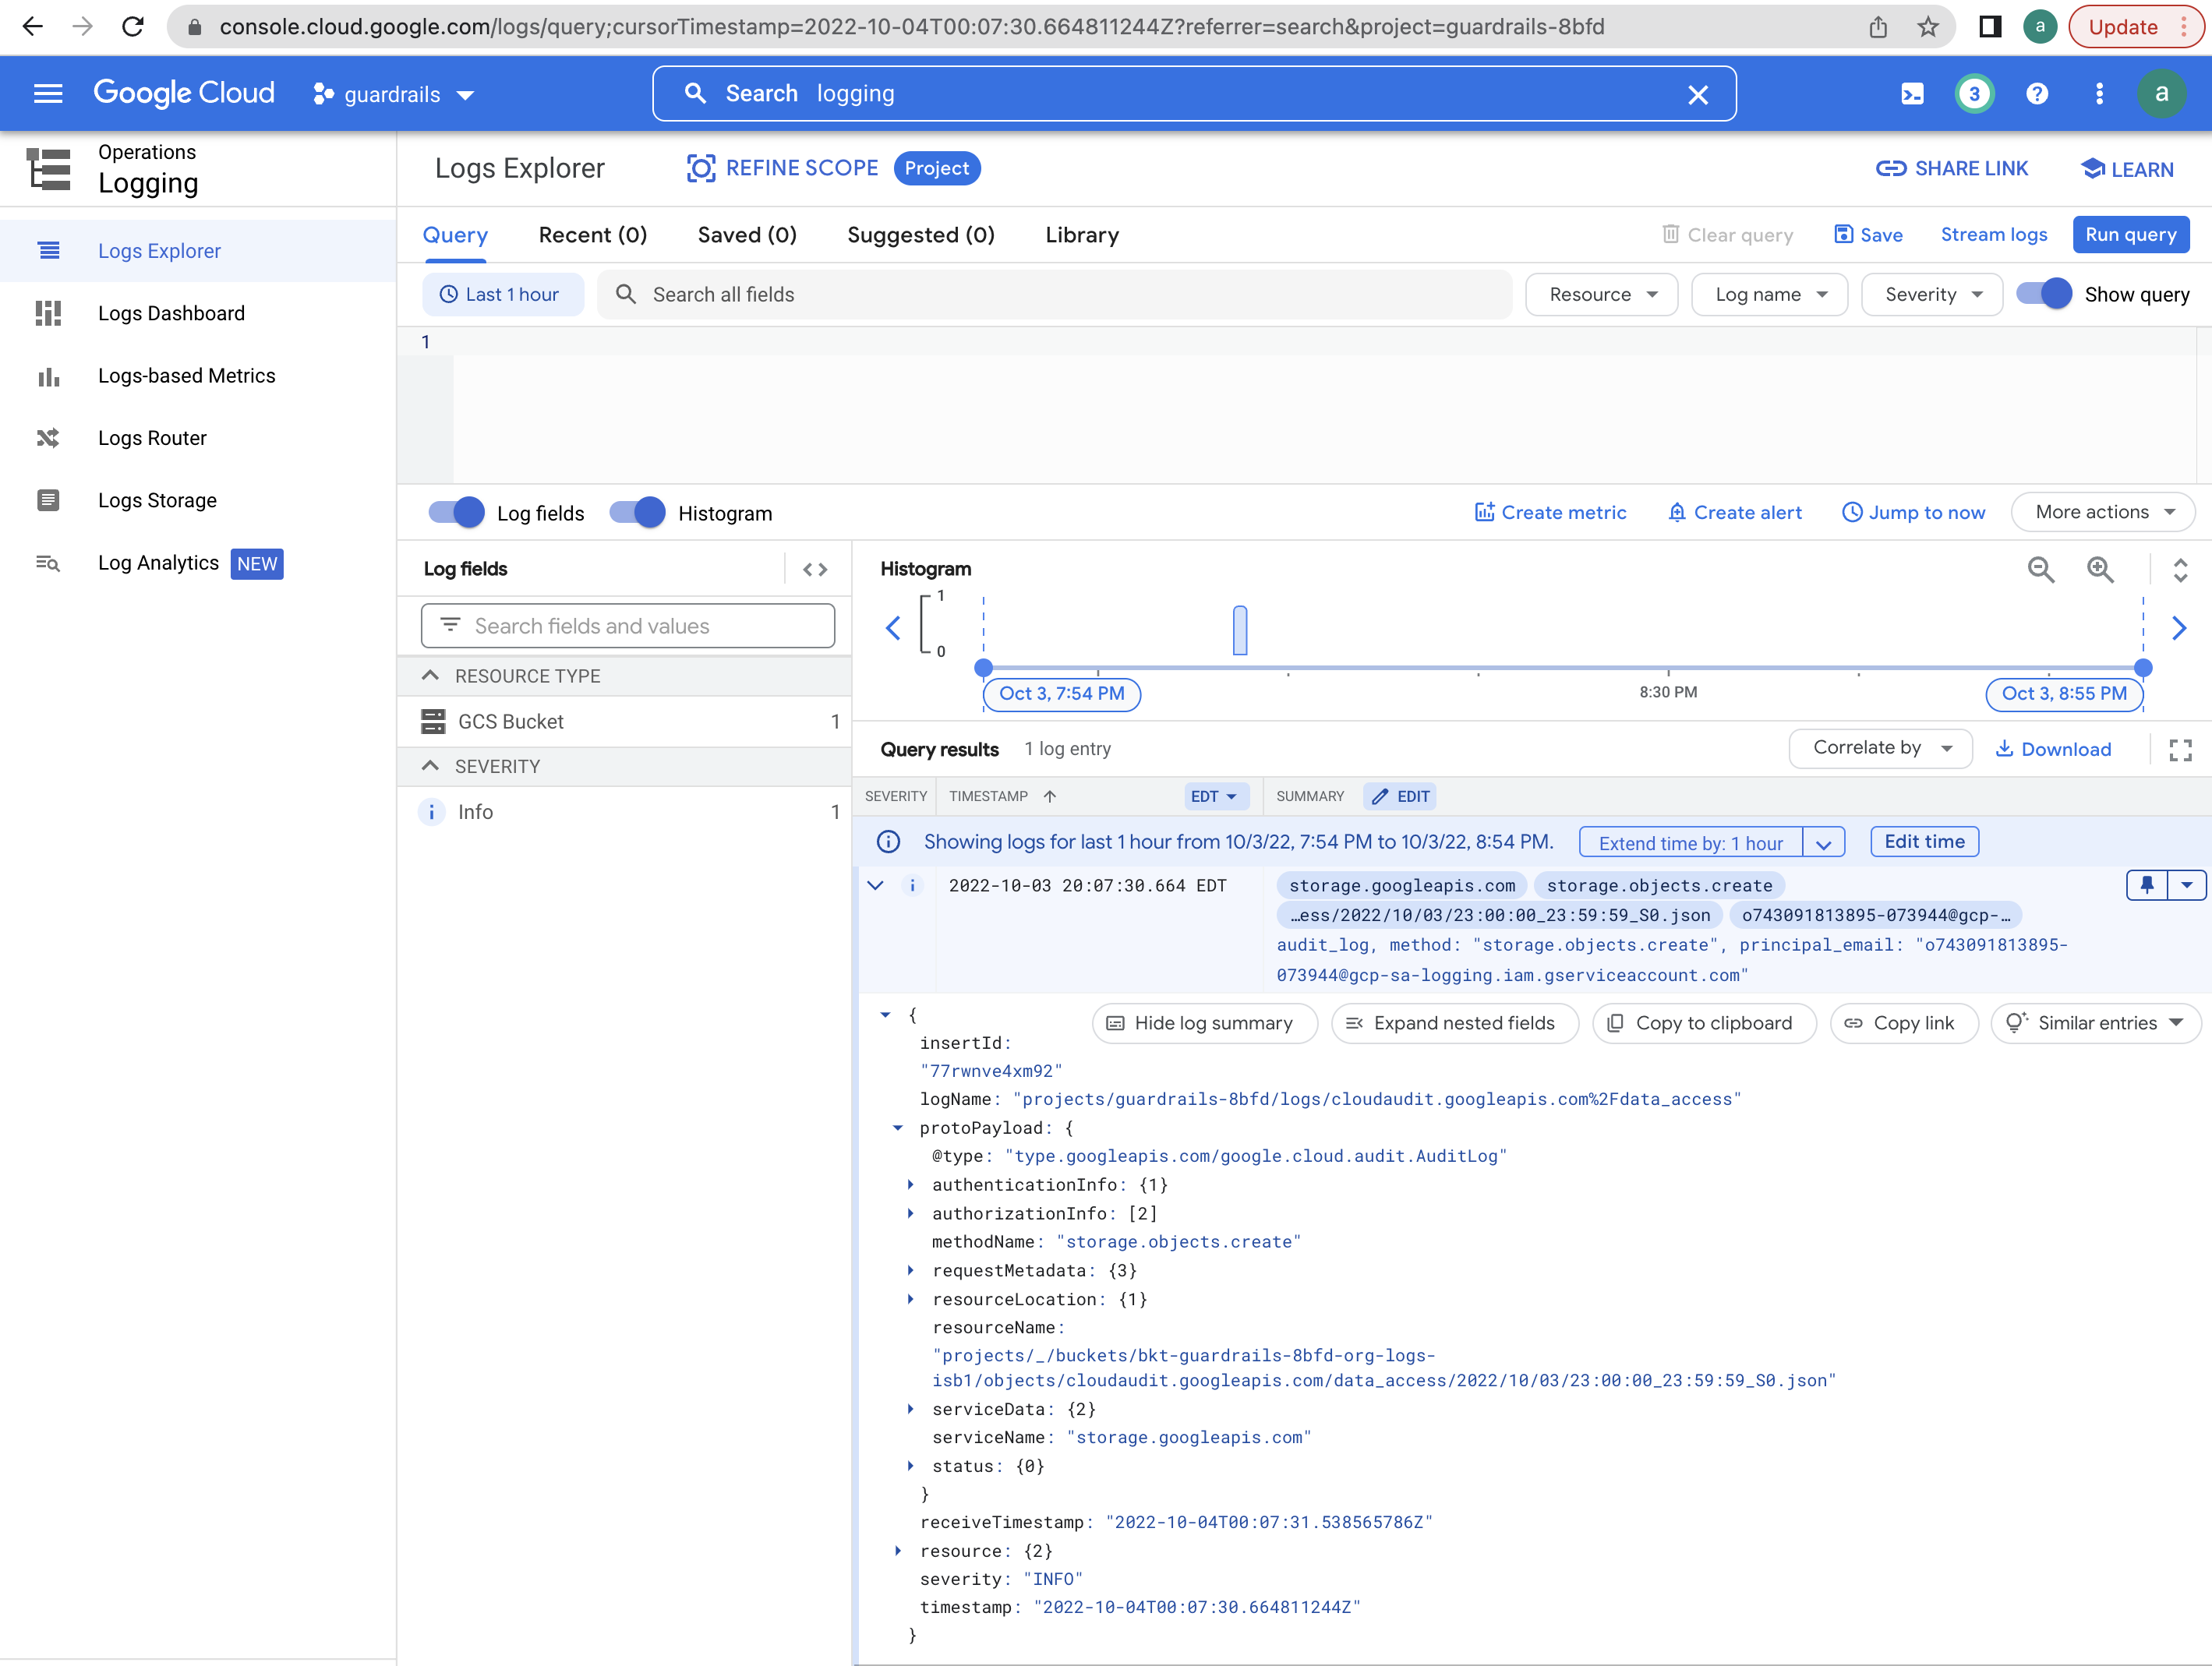 console.cloud.google.com/logs/query;cursorTimestamp=2022-10-04T00:07:30.664811244Z?referrer=search&project=guardrails-8bfd
a
Update
Google Cloud
guardrails
Search logging
3
a
Operations
Logging
Logs Explorer
REFINE SCOPE
Project
SHARE LINK
LEARN
Logs Explorer
Logs Dashboard
Logs-based Metrics
Logs Router
Logs Storage
Log Analytics NEW
Query
Recent (0)
Saved (0)
Suggested (0)
Library
Clear query
Save
Stream logs
Run query
Last 1 hour
Search all fields
Resource
Log name
Severity
Show query
1
Log fields
Histogram
Create metric
Create alert
Jump to now
More actions
Log fields
Search fields and values
RESOURCE TYPE
GCS Bucket 1
SEVERITY
Info 1
Histogram
1
0
Oct 3, 7:54 PM
8:30 PM
Oct 3, 8:55 PM
Query results
1 log entry
Correlate by
Download
SEVERITY
TIMESTAMP
EDT
SUMMARY
EDIT
Showing logs for last 1 hour from 10/3/22, 7:54 PM to 10/3/22, 8:54 PM.
Extend time by: 1 hour
Edit time
2022-10-03 20:07:30.664 EDT
storage.googleapis.com storage.objects.create
…ess/2022/10/03/23:00:00_23:59:59_S0.json o743091813895-073944@gcp-…
audit_log, method: "storage.objects.create", principal_email: "o743091813895-
073944@gcp-sa-logging.iam.gserviceaccount.com"
{
Hide log summary
Expand nested fields
Copy to clipboard
Copy link
Similar entries
insertId:
"77rwnve4xm92"
logName: "projects/guardrails-8bfd/logs/cloudaudit.googleapis.com%2Fdata_access"
protoPayload: {
@type: "type.googleapis.com/google.cloud.audit.AuditLog"
authenticationInfo: {1}
authorizationInfo: [2]
methodName: "storage.objects.create"
requestMetadata: {3}
resourceLocation: {1}
resourceName:
"projects/_/buckets/bkt-guardrails-8bfd-org-logs-
isb1/objects/cloudaudit.googleapis.com/data_access/2022/10/03/23:00:00_23:59:59_S0.json"
serviceData: {2}
serviceName: "storage.googleapis.com"
status: {0}
}
receiveTimestamp: "2022-10-04T00:07:31.538565786Z"
resource: {2}
severity: "INFO"
timestamp: "2022-10-04T00:07:30.664811244Z"
}